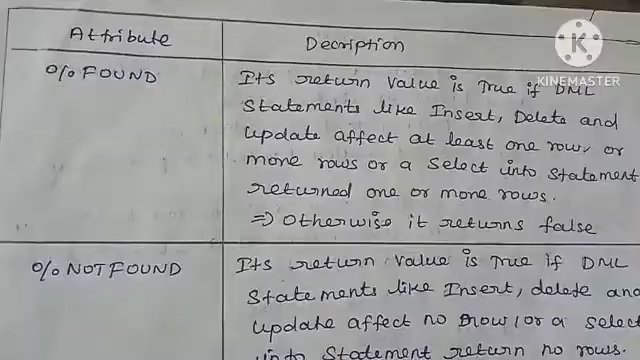 Attribute
Decription
% FOUND
Its return value is True if DML
Statements like Insert, Delete and
update affect at least one row, or
more rows or a select into statement
returned one or more rows.
⇒ Otherwise it returns false
% NOTFOUND
Its return value is True if DML
Statements like Insert, delete and
update affect no row, or a select
into statement return no rows.
KINEMASTER